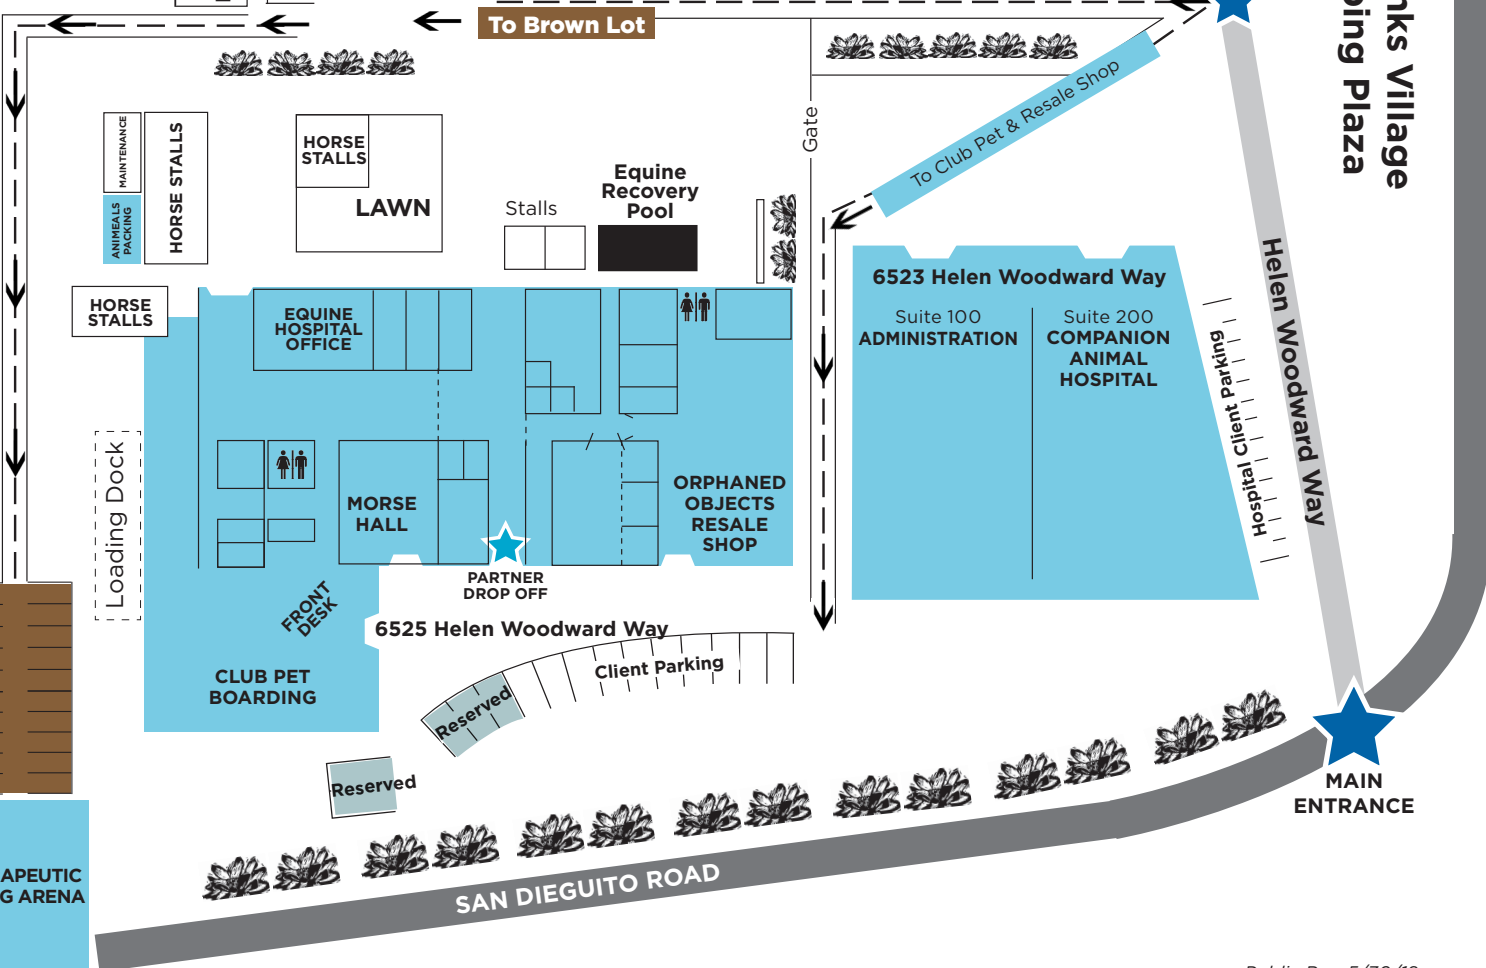 To Brown Lot
nks Village
ping Plaza
To Club Pet & Resale Shop
Gate
MAINTENANCE
ANIMEALS
PACKING
HORSE STALLS
HORSE
STALLS
LAWN
Stalls
Equine
Recovery
Pool
HORSE
STALLS
EQUINE
HOSPITAL
OFFICE
6523 Helen Woodward Way
Suite 100
ADMINISTRATION
Suite 200
COMPANION
ANIMAL
HOSPITAL
Hospital Client Parking
Helen Woodward Way
Loading Dock
MORSE
HALL
ORPHANED
OBJECTS
RESALE
SHOP
PARTNER
DROP OFF
FRONT
DESK
6525 Helen Woodward Way
CLUB PET
BOARDING
Client Parking
Reserved
Reserved
MAIN
ENTRANCE
APEUTIC
G ARENA
SAN DIEGUITO ROAD